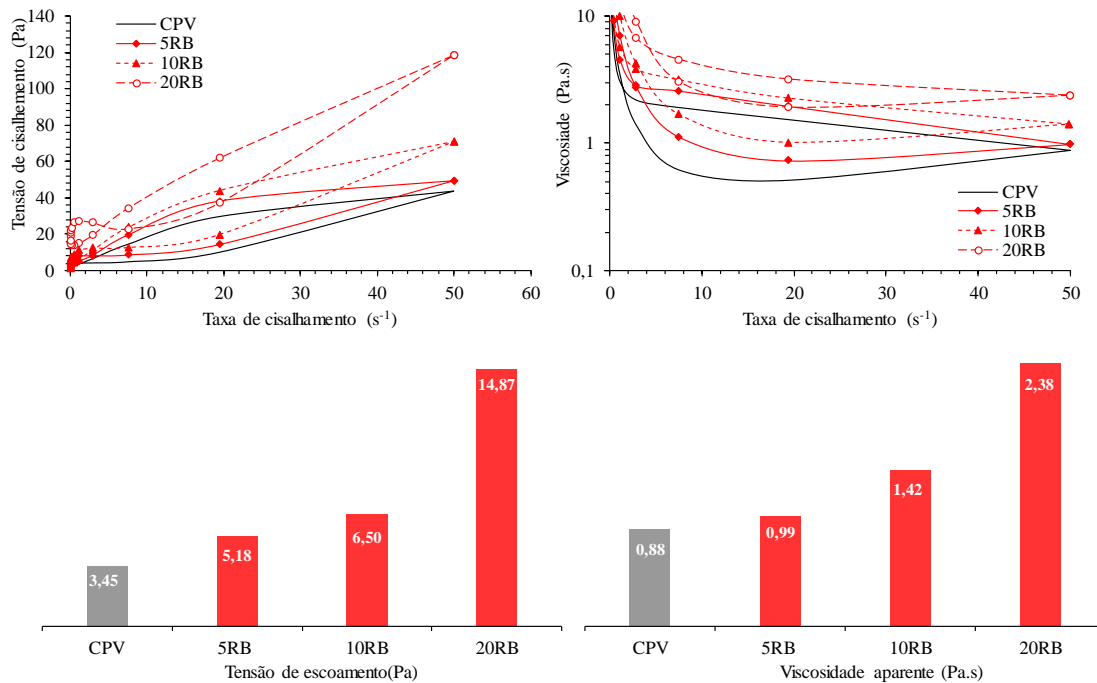 Tensão de cisalhemento (Pa)
140
120
100
80
60
40
20
0
0 10 20 30 40 50 60
Taxa de cisalhamento (s-1)
CPV
5RB
10RB
20RB
Viscosiade (Pa.s)
10
1
0,1
0 10 20 30 40 50
Taxa de cisalhamento (s-1)
CPV
5RB
10RB
20RB
3,45
5,18
6,50
14,87
CPV 5RB 10RB 20RB
Tensão de escoamento(Pa)
0,88
0,99
1,42
2,38
CPV 5RB 10RB 20RB
Viscosidade aparente (Pa.s)